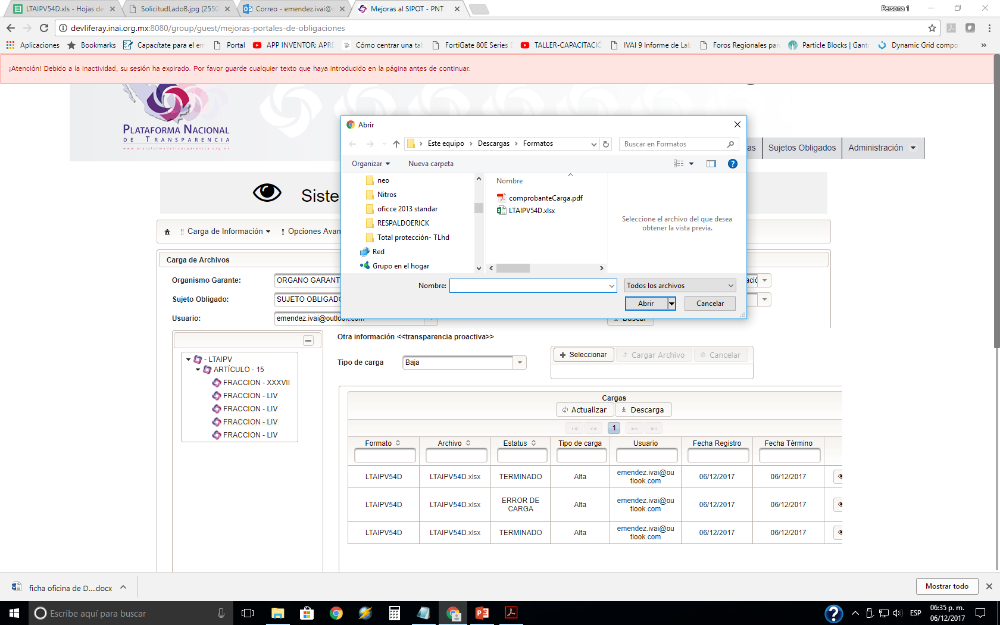 LTAIPV54D.xls - Hojas de
SolicitudLadoB.jpg (2550
Correo - emendez.ivai@o
Mejoras al SIPOT - PNT
Persona 1
devliferay.inai.org.mx:8080/group/guest/mejoras-portales-de-obligaciones
Aplicaciones
Bookmarks
Capacítate para el em
Portal
APP INVENTOR: APRE
Cómo centrar una tab
FortiGate 80E Series
TALLER-CAPACITACIÓ
IVAI 9 Informe de Lab
Foros Regionales para
Particle Blocks | Gant
Dynamic Grid compo
»
¡Atención! Debido a la inactividad, su sesión ha expirado. Por favor guarde cualquier texto que haya introducido en la página antes de continuar.
PLATAFORMA NACIONAL
DE TRANSPARENCIA
www.plataformadetransparencia.org.mx
as
Sujetos Obligados
Administración
Siste
Carga de Información
Opciones Avan
Abrir
Este equipo > Descargas > Formatos
Buscar en Formatos
Organizar
Nueva carpeta
neo
Nitros
oficce 2013 standar
RESPALDOERICK
Total protección- TLhd
Red
Grupo en el hogar
Nombre
comprobanteCarga.pdf
LTAIPV54D.xlsx
Seleccione el archivo del que desea
obtener la vista previa.
Nombre:
Todos los archivos
Abrir
Cancelar
Carga de Archivos
Organismo Garante:
ORGANO GARANT
ació
Sujeto Obligado:
SUJETO OBLIGADO
Usuario:
emendez.ivai@outlook.com
Buscar
- LTAIPV
ARTÍCULO - 15
FRACCION - XXXVII
FRACCION - LIV
FRACCION - LIV
FRACCION - LIV
FRACCION - LIV
Otra información <<transparencia proactiva>>
Tipo de carga
Baja
Seleccionar
Cargar Archivo
Cancelar
Cargas
Actualizar
Descarga
1
Formato Archivo Estatus Tipo de carga Usuario Fecha Registro Fecha Término
LTAIPV54D LTAIPV54D.xlsx TERMINADO Alta emendez.ivai@ou
tlook.com 06/12/2017 06/12/2017
LTAIPV54D LTAIPV54D.xlsx ERROR DE
CARGA Alta emendez.ivai@ou
tlook.com 06/12/2017 06/12/2017
LTAIPV54D LTAIPV54D.xlsx TERMINADO Alta emendez.ivai@ou
tlook.com 06/12/2017 06/12/2017
ficha oficina de D....docx
Mostrar todo
Escribe aquí para buscar
ESP
06:35 p. m.
06/12/2017